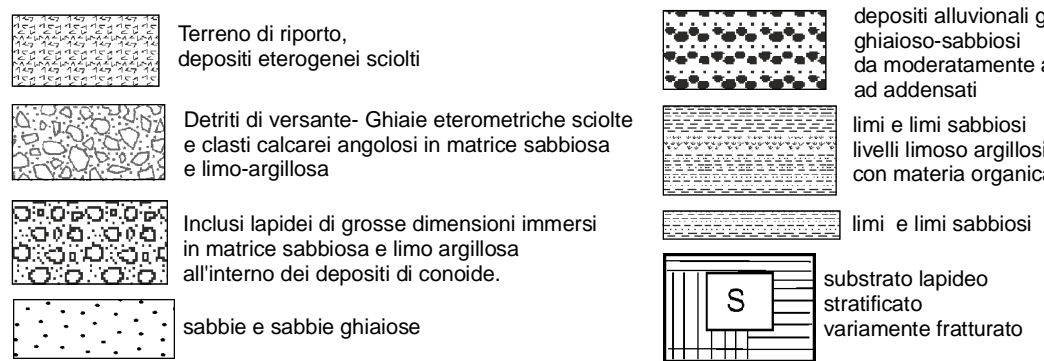 Terreno di riporto,
depositi eterogenei sciolti
Detriti di versante- Ghiaie eterometriche sciolte
e clasti calcarei angolosi in matrice sabbiosa
e limo-argillosa
Inclusi lapidei di grosse dimensioni immersi
in matrice sabbiosa e limo argillosa
all'interno dei depositi di conoide.
sabbie e sabbie ghiaiose
depositi alluvionali
ghiaioso-sabbiosi
da moderatamente
ad addensati
limi e limi sabbiosi
livelli limoso argillosi
con materia organica
limi e limi sabbiosi
S
substrato lapideo
stratificato
variamente fratturato